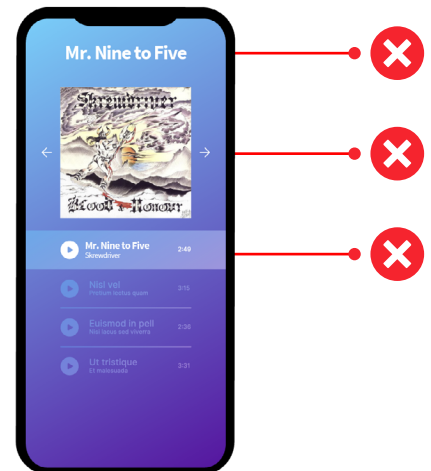 Mr. Nine to Five
Skrewdriver
Blood & Honour
Mr. Nine to Five
2:49
Skrewdriver
Nisi vel
3:15
Pretium lectus quam
Euismod in pell
2:36
Nisi lacus sed viverra
Ut tristique
3:31
Et malesuada